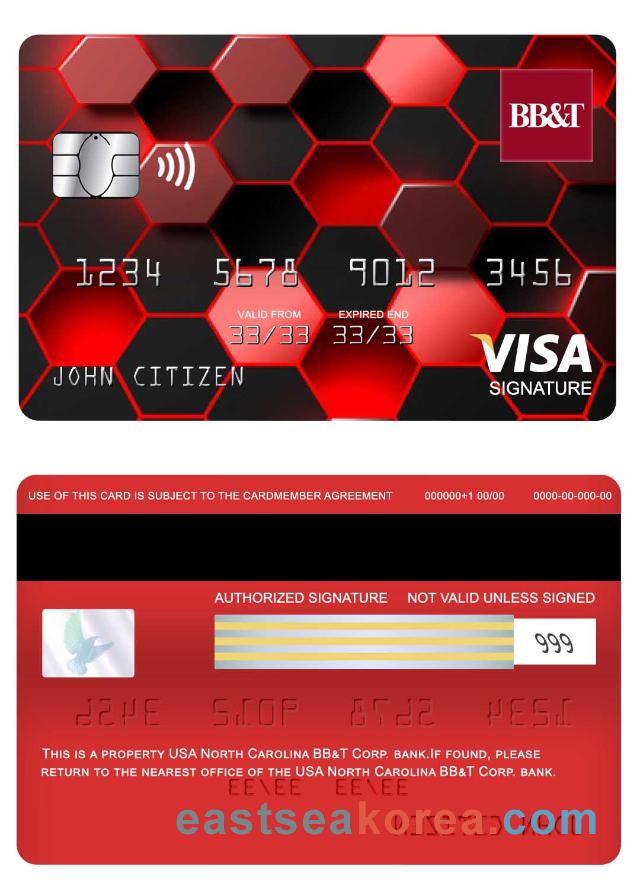 BB&T
1234 5678 9012 3456
VALID FROM EXPIRED END
33/33 33/33
JOHN CITIZEN
VISA
SIGNATURE
USE OF THIS CARD IS SUBJECT TO THE CARDMEMBER AGREEMENT 000000+1 00/00 0000-00-000-00
AUTHORIZED SIGNATURE NOT VALID UNLESS SIGNED
999
THIS IS A PROPERTY USA NORTH CAROLINA BB&T CORP. BANK.IF FOUND, PLEASE
RETURN TO THE NEAREST OFFICE OF THE USA NORTH CAROLINA BB&T CORP. BANK.
eastseakorea.com